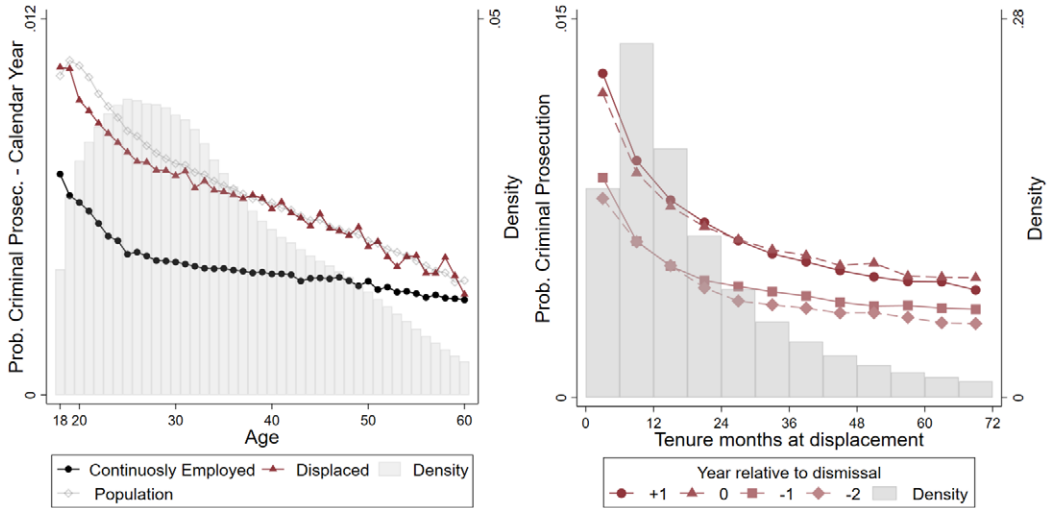 .012
.05
Prob. Criminal Prosec. - Calendar Year
Density
0
0
18 20 30 40 50 60
Age
Continuosly Employed Displaced Density
Population
.015
.28
Prob. Criminal Prosecution
Density
0
0
0 12 24 36 48 60 72
Tenure months at displacement
Year relative to dismissal
+1 0 -1 -2 Density